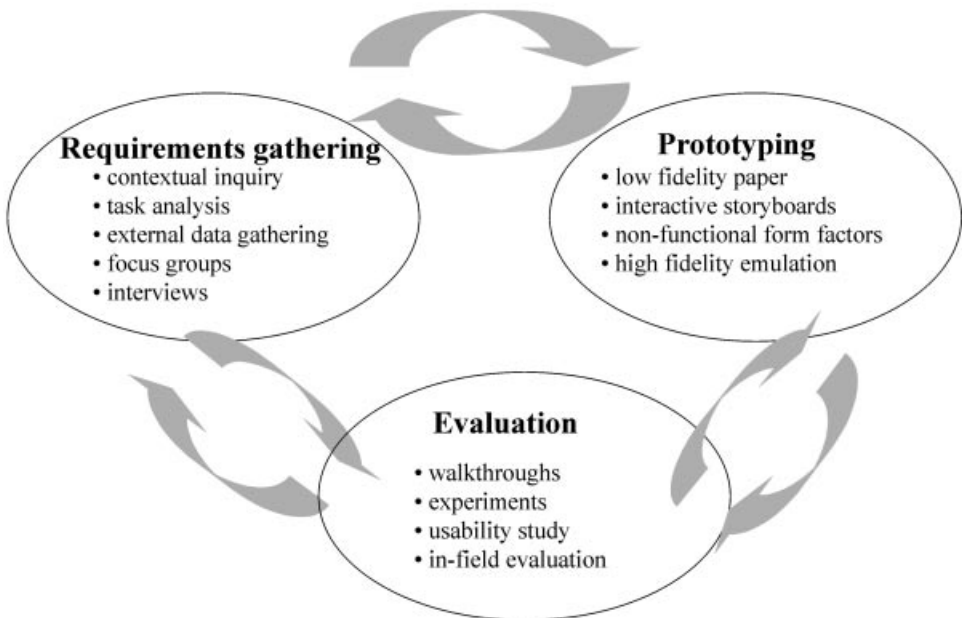 Requirements gathering
• contextual inquiry
• task analysis
• external data gathering
• focus groups
• interviews
Prototyping
• low fidelity paper
• interactive storyboards
• non-functional form factors
• high fidelity emulation
Evaluation
• walkthroughs
• experiments
• usability study
• in-field evaluation